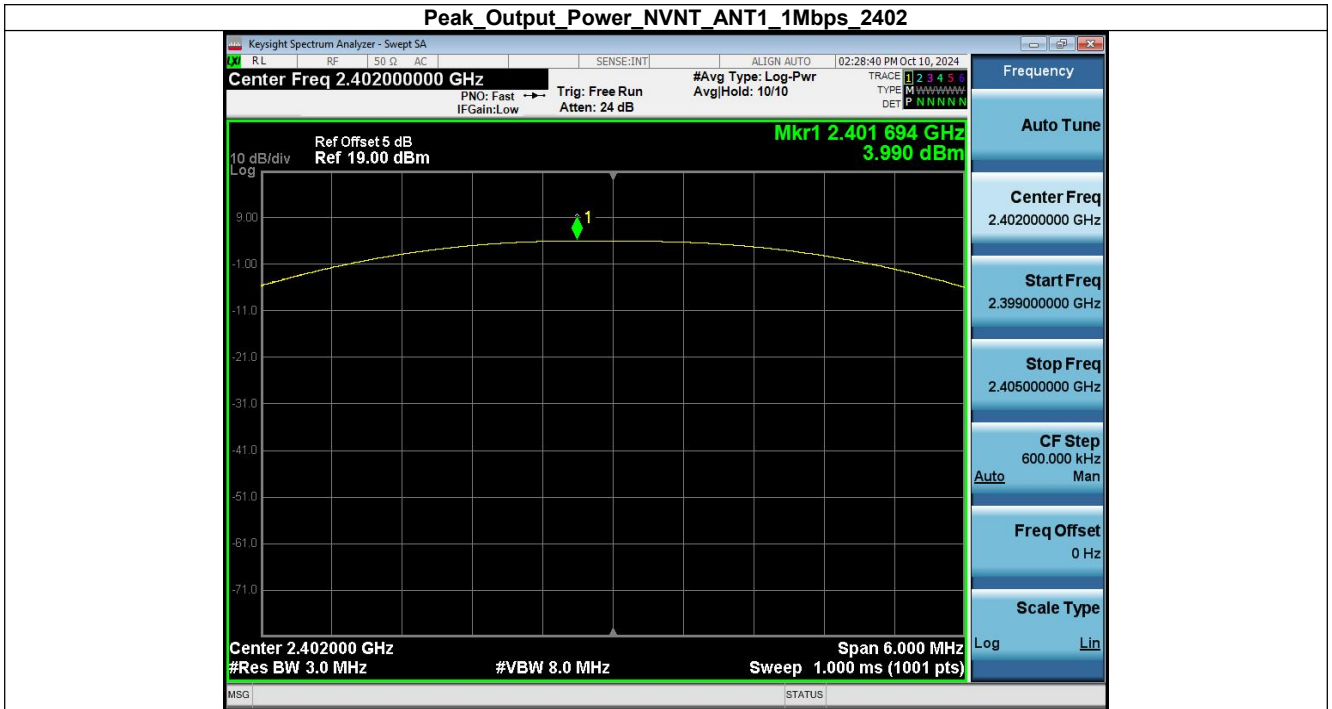 Peak_Output_Power_NVNT_ANT1_1Mbps_2402
Keysight Spectrum Analyzer - Swept SA
LXI RL RF 50 Ω AC SENSE:INT ALIGN AUTO 02:28:40 PM Oct 10, 2024
Center Freq 2.402000000 GHz
PNO: Fast
IFGain:Low
Trig: Free Run
Atten: 24 dB
#Avg Type: Log-Pwr
Avg|Hold: 10/10
TRACE 1 2 3 4 5 6
TYPE M WWWWW
DET P N N N N N
Frequency
Auto Tune
Center Freq
2.402000000 GHz
Start Freq
2.399000000 GHz
Stop Freq
2.405000000 GHz
CF Step
600.000 kHz
Auto Man
Freq Offset
0 Hz
Scale Type
Log Lin
Mkr1 2.401 694 GHz
3.990 dBm
Ref Offset 5 dB
10 dB/div Ref 19.00 dBm
Log
1
9.00
-1.00
-11.0
-21.0
-31.0
-41.0
-51.0
-61.0
-71.0
Center 2.402000 GHz Span 6.000 MHz
#Res BW 3.0 MHz #VBW 8.0 MHz Sweep 1.000 ms (1001 pts)
MSG STATUS